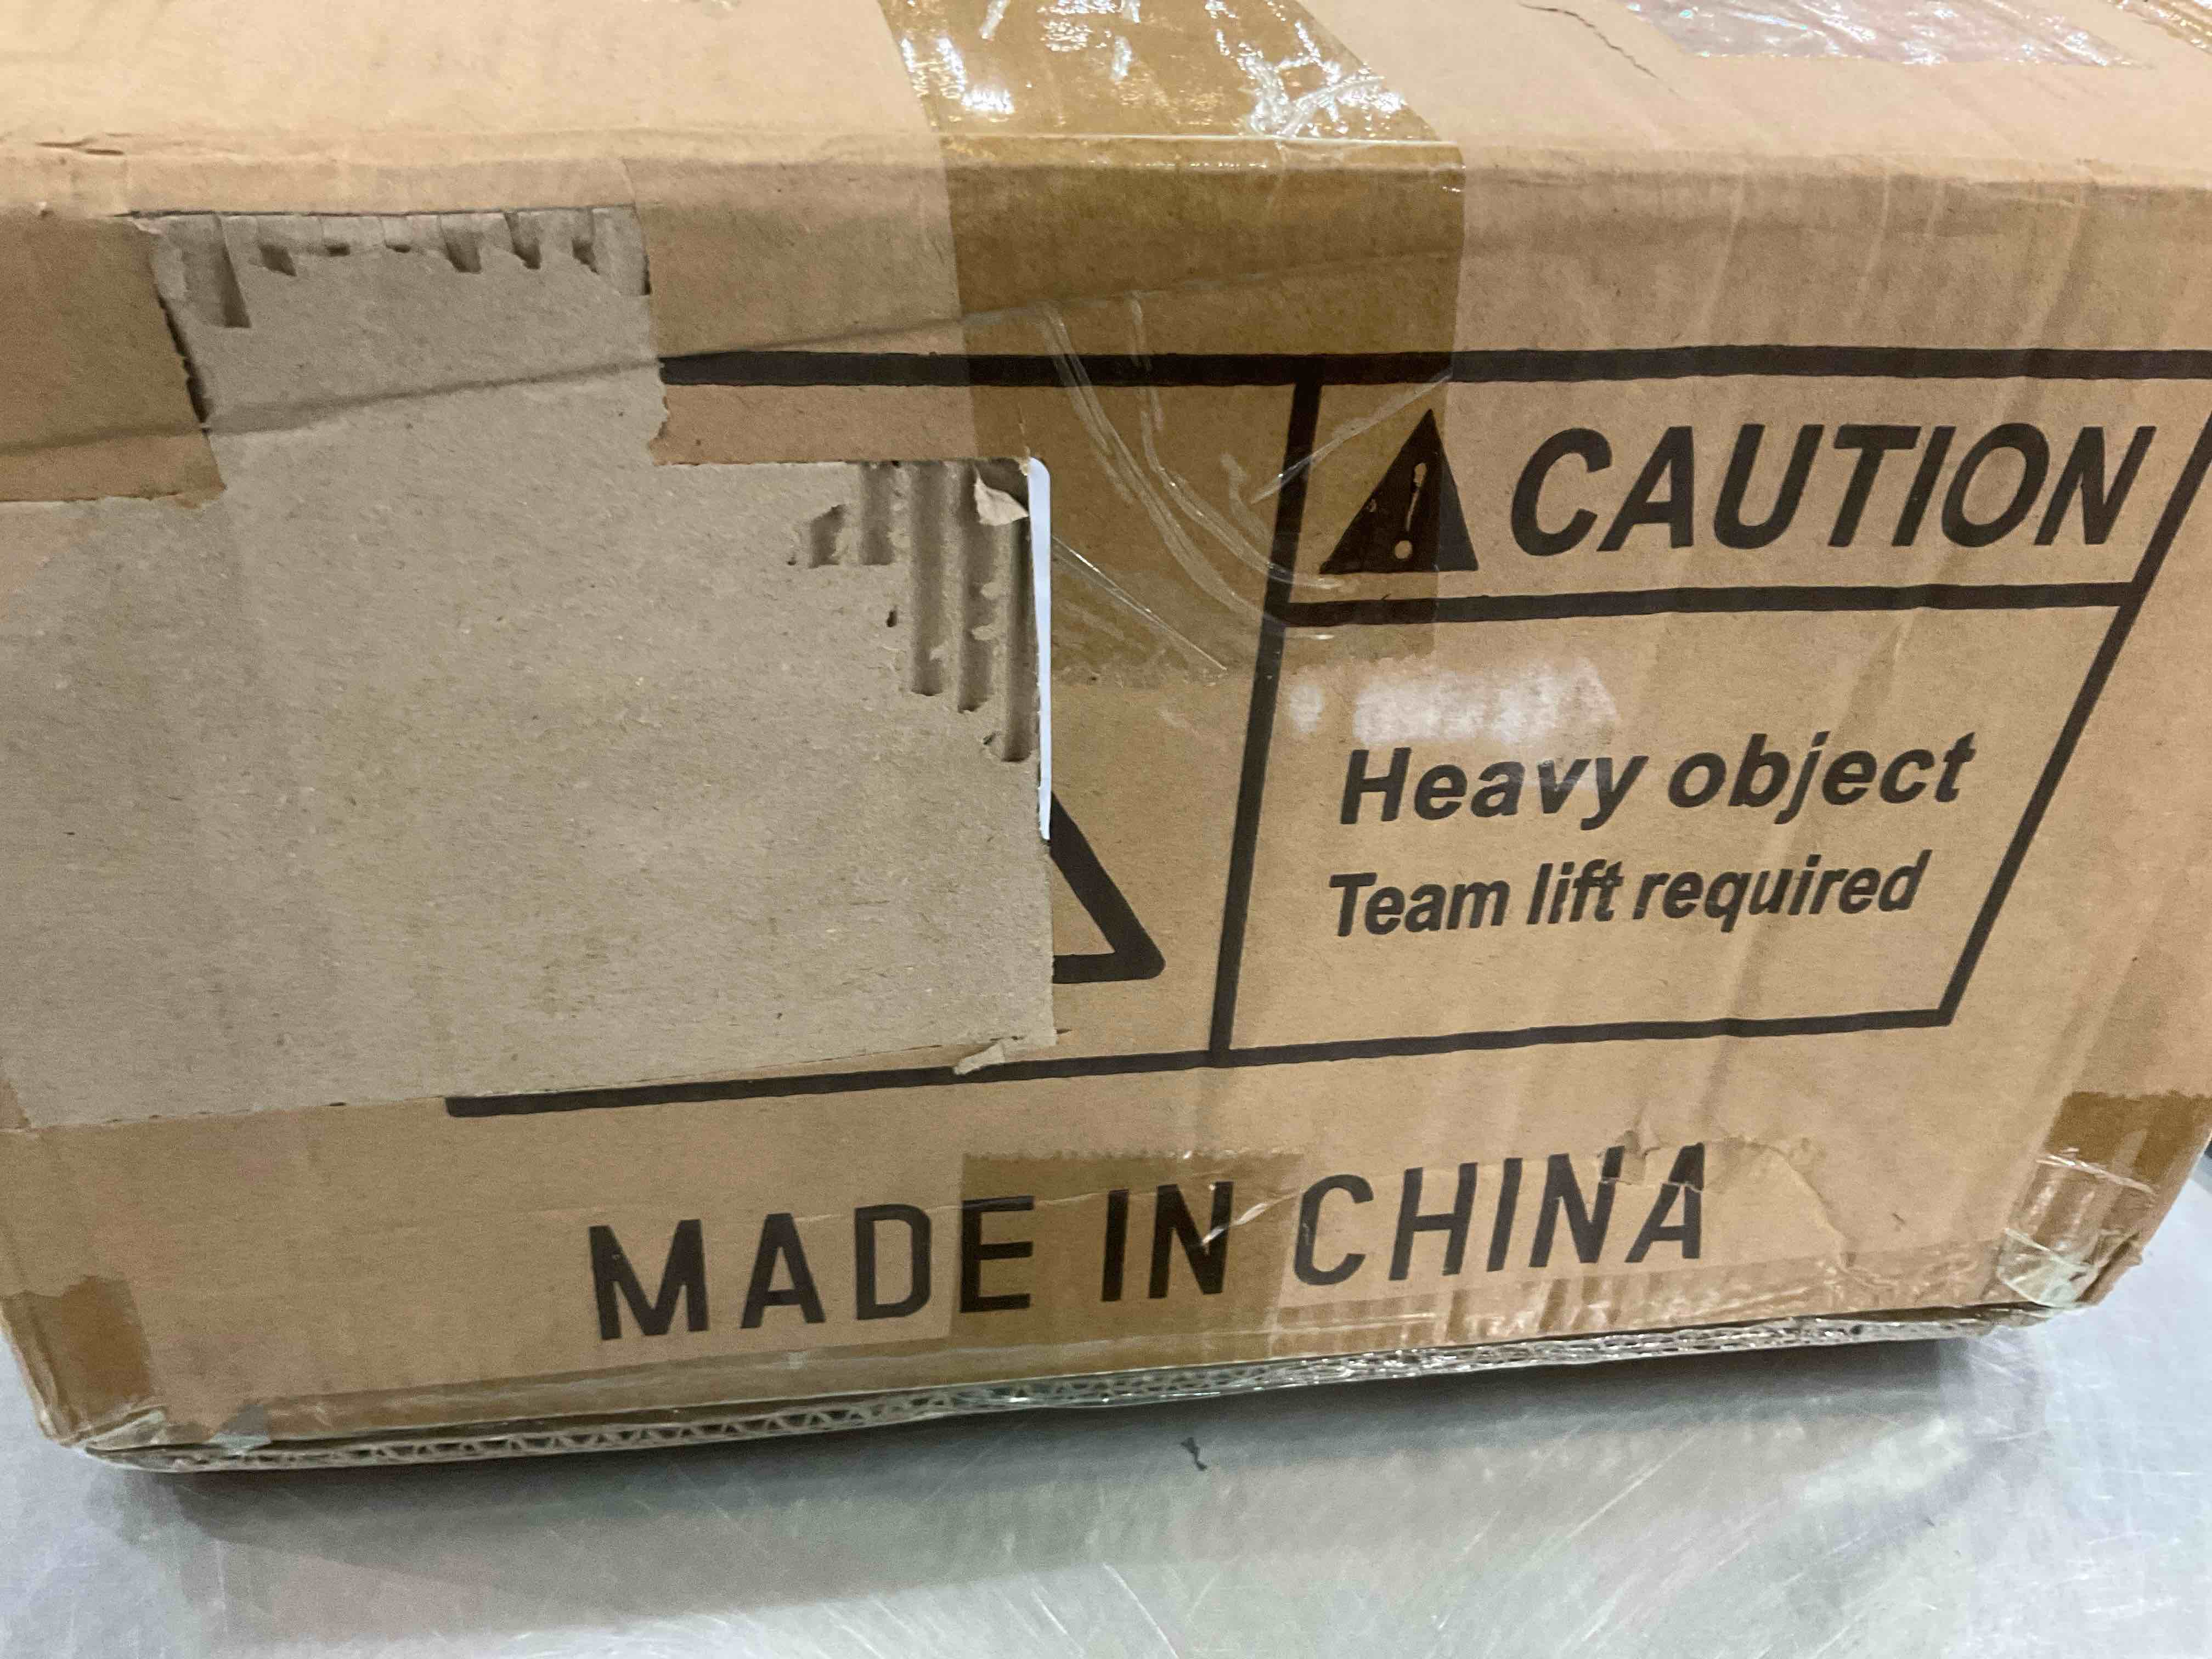 CAUTION
Heavy object
Team lift required
MADE IN CHINA